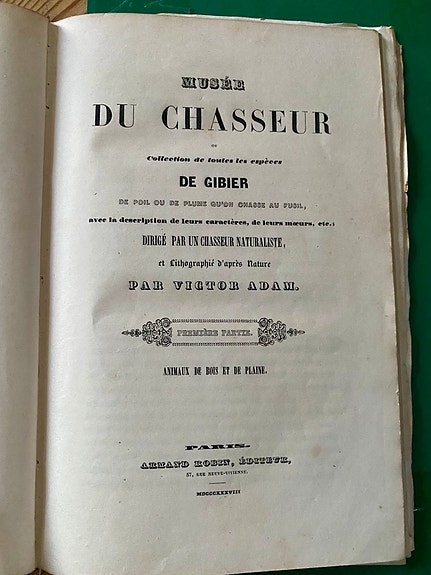 MUSÉE
DU CHASSEUR
OU
Collection de toutes les espèces
DE GIBIER
DE POIL OU DE PLUME QU'ON CHASSE AU FUSIL,
avec la description de leurs caractères, de leurs mœurs, etc.;
DIRIGÉ PAR UN CHASSEUR NATURALISTE,
et Lithographié d'après Nature
PAR VICTOR ADAM.
PREMIÈRE PARTIE.
ANIMAUX DE BOIS ET DE PLAINE.
PARIS.
ARMAND ROBIN, ÉDITEUR,
57, RUE NEUVE-VIVIENNE.
MDCCCXXXVIII